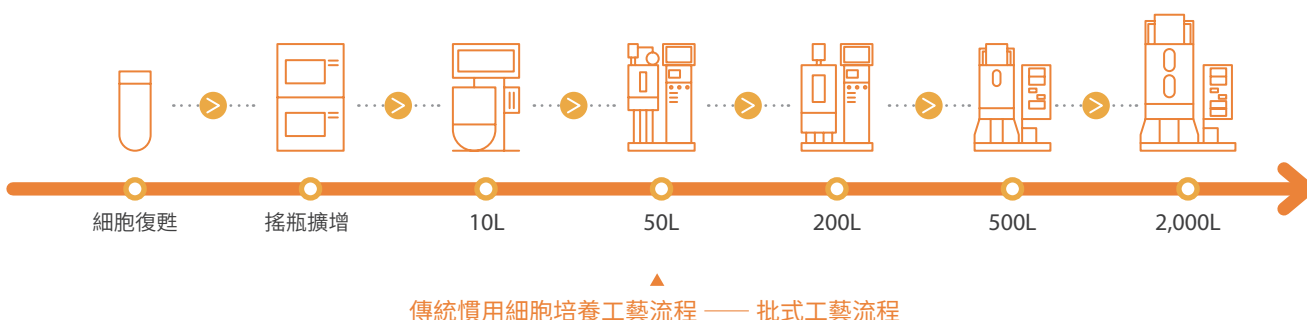 細胞復甦
搖瓶擴增
10L
50L
200L
500L
2,000L
傳統慣用細胞培養工藝流程 —— 批式工藝流程